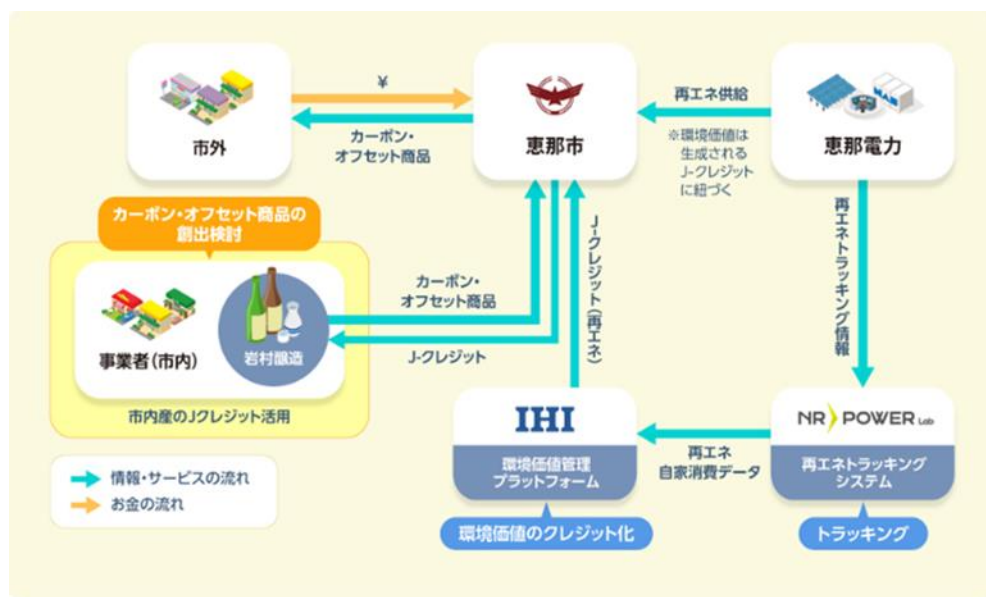 市外
¥
カーボン・
オフセット商品
恵那市
再エネ供給
※環境価値は
生成される
J-クレジット
に紐づく
恵那電力
カーボン・オフセット商品の
創出検討
事業者(市内)
岩村醸造
市内産のJクレジット活用
カーボン・
オフセット商品
J-クレジット
J-クレジット(再エネ)
再エネトラッキング情報
IHI
環境価値管理
プラットフォーム
環境価値のクレジット化
再エネ
自家消費データ
NR POWER Lab
再エネトラッキング
システム
トラッキング
情報・サービスの流れ
お金の流れ